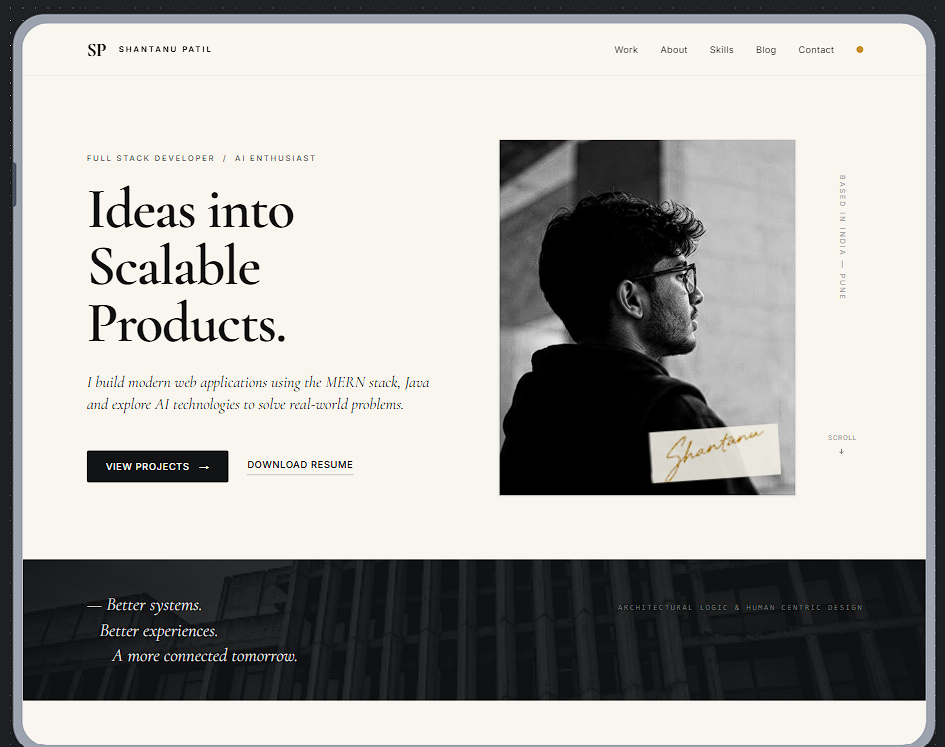 SP SHANTANU PATIL
Work About Skills Blog Contact
FULL STACK DEVELOPER / AI ENTHUSIAST
Ideas into
Scalable
Products.
I build modern web applications using the MERN stack, Java
and explore AI technologies to solve real-world problems.
VIEW PROJECTS →
DOWNLOAD RESUME
Shantanu
BASED IN INDIA — PUNE
SCROLL
↓
— Better systems.
Better experiences.
A more connected tomorrow.
ARCHITECTURAL LOGIC & HUMAN CENTRIC DESIGN